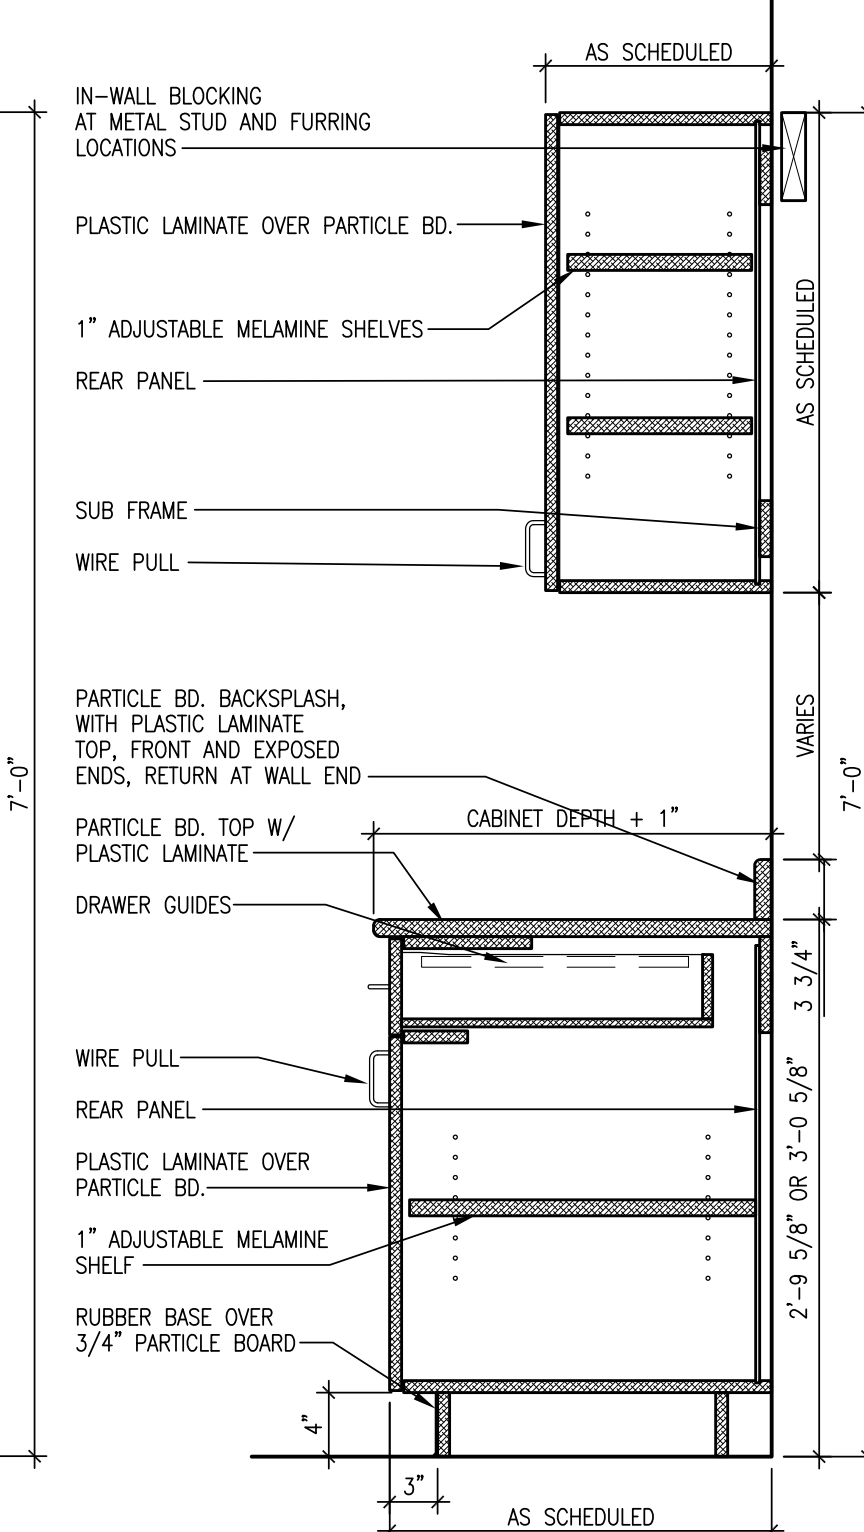 AS SCHEDULED
IN-WALL BLOCKING
AT METAL STUD AND FURRING
LOCATIONS
PLASTIC LAMINATE OVER PARTICLE BD.
1" ADJUSTABLE MELAMINE SHELVES
REAR PANEL
AS SCHEDULED
SUB FRAME
WIRE PULL
PARTICLE BD. BACKSPLASH,
WITH PLASTIC LAMINATE
TOP, FRONT AND EXPOSED
ENDS, RETURN AT WALL END
VARIES
7'-0"
7'-0"
CABINET DEPTH + 1"
PARTICLE BD. TOP W/
PLASTIC LAMINATE
DRAWER GUIDES
3 3/4"
WIRE PULL
REAR PANEL
PLASTIC LAMINATE OVER
PARTICLE BD.
2'-9 5/8" OR 3'-0 5/8"
1" ADJUSTABLE MELAMINE
SHELF
RUBBER BASE OVER
3/4" PARTICLE BOARD
4"
3"
AS SCHEDULED